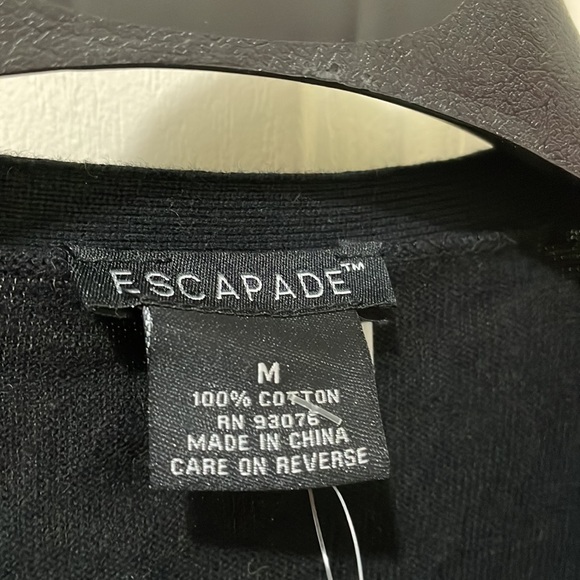 ESCAPADE™
M
100% COTTON
RN 93076
MADE IN CHINA
CARE ON REVERSE